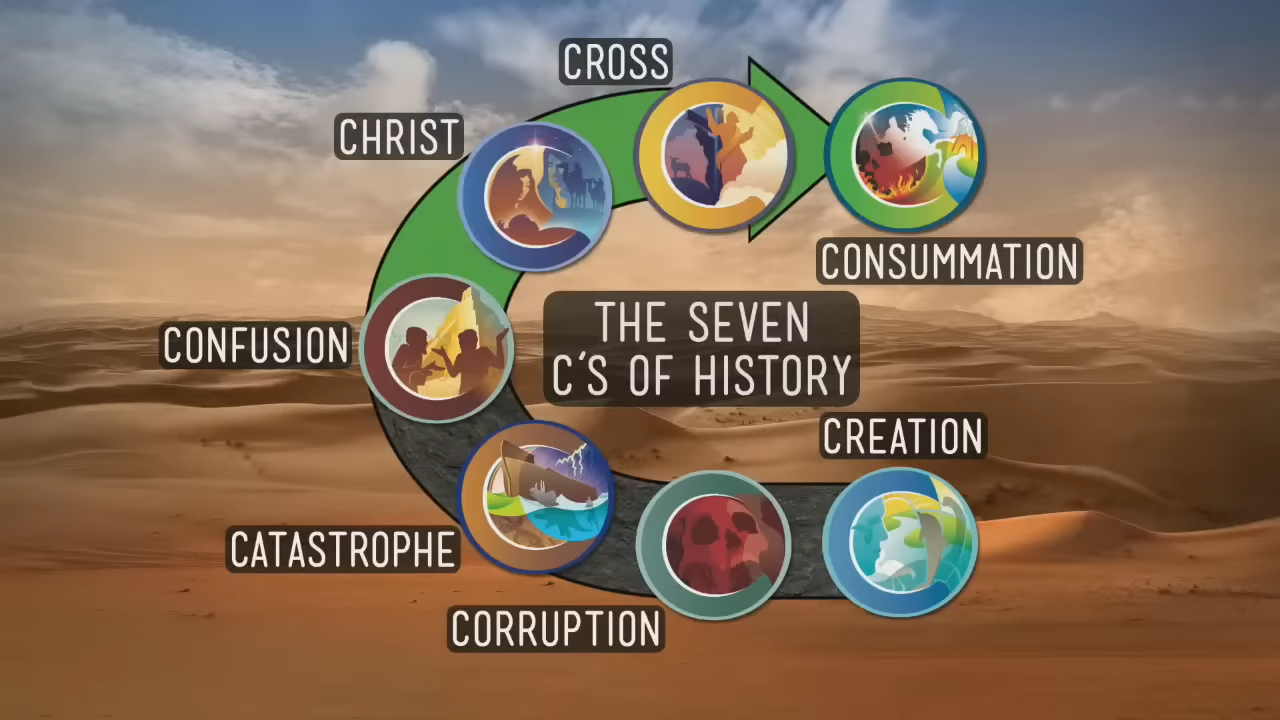 CROSS
CHRIST
CONSUMMATION
THE SEVEN
C'S OF HISTORY
CONFUSION
CREATION
CATASTROPHE
CORRUPTION